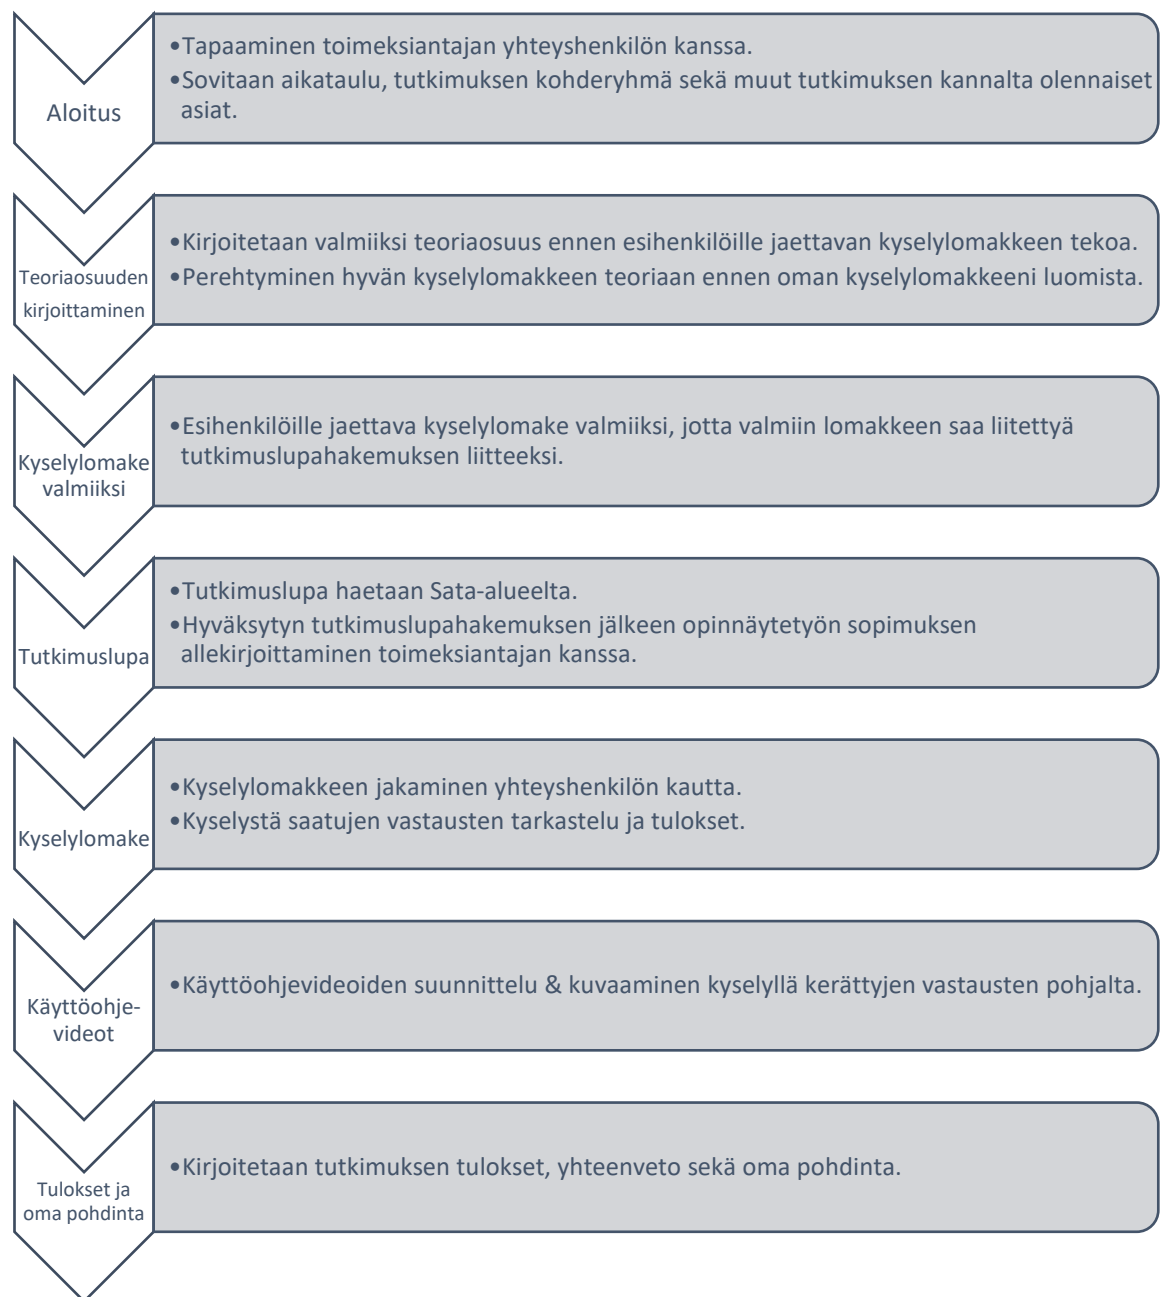 Aloitus
•Tapaaminen toimeksiantajan yhteyshenkilön kanssa.
•Sovitaan aikataulu, tutkimuksen kohderyhmä sekä muut tutkimuksen kannalta olennaiset
asiat.
Teoriaosuuden
kirjoittaminen
•Kirjoitetaan valmiiksi teoriaosuus ennen esihenkilöille jaettavan kyselylomakkeen tekoa.
•Perehtyminen hyvän kyselylomakkeen teoriaan ennen oman kyselylomakkeeni luomista.
Kyselylomake
valmiiksi
•Esihenkilöille jaettava kyselylomake valmiiksi, jotta valmiin lomakkeen saa liitettyä
tutkimuslupahakemuksen liitteeksi.
Tutkimuslupa
•Tutkimuslupa haetaan Sata-alueelta.
•Hyväksytyn tutkimuslupahakemuksen jälkeen opinnäytetyön sopimuksen
allekirjoittaminen toimeksiantajan kanssa.
Kyselylomake
•Kyselylomakkeen jakaminen yhteyshenkilön kautta.
•Kyselystä saatujen vastausten tarkastelu ja tulokset.
Käyttöohje-
videot
•Käyttöohjevideoiden suunnittelu & kuvaaminen kyselyllä kerättyjen vastausten pohjalta.
Tulokset ja
oma pohdinta
•Kirjoitetaan tutkimuksen tulokset, yhteenveto sekä oma pohdinta.